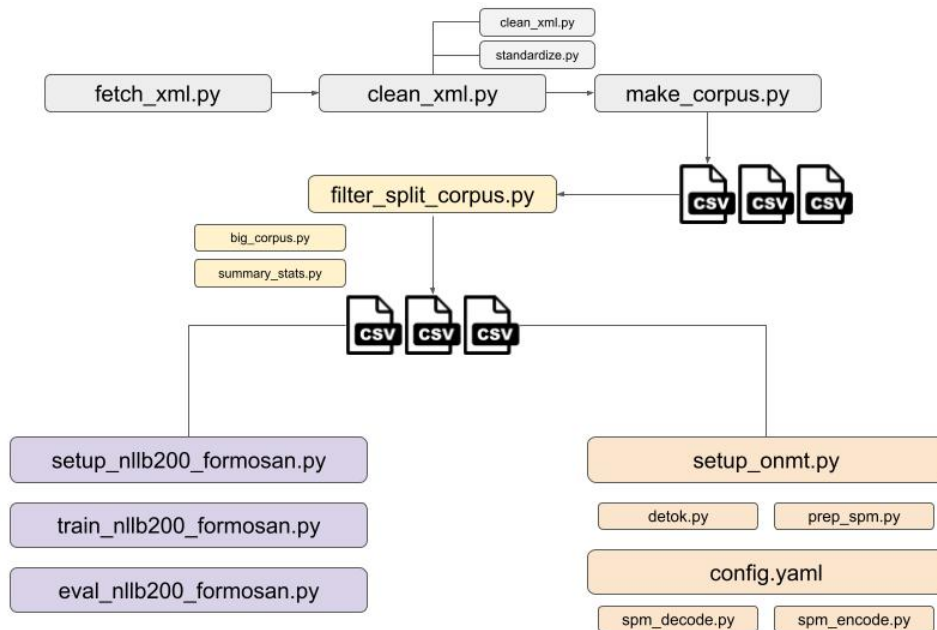 clean_xml.py
standardize.py
fetch_xml.py
clean_xml.py
make_corpus.py
CSV
CSV
CSV
filter_split_corpus.py
big_corpus.py
summary_stats.py
CSV
CSV
CSV
setup_nllb200_formosan.py
train_nllb200_formosan.py
eval_nllb200_formosan.py
setup_onmt.py
detok.py
prep_spm.py
config.yaml
spm_decode.py
spm_encode.py